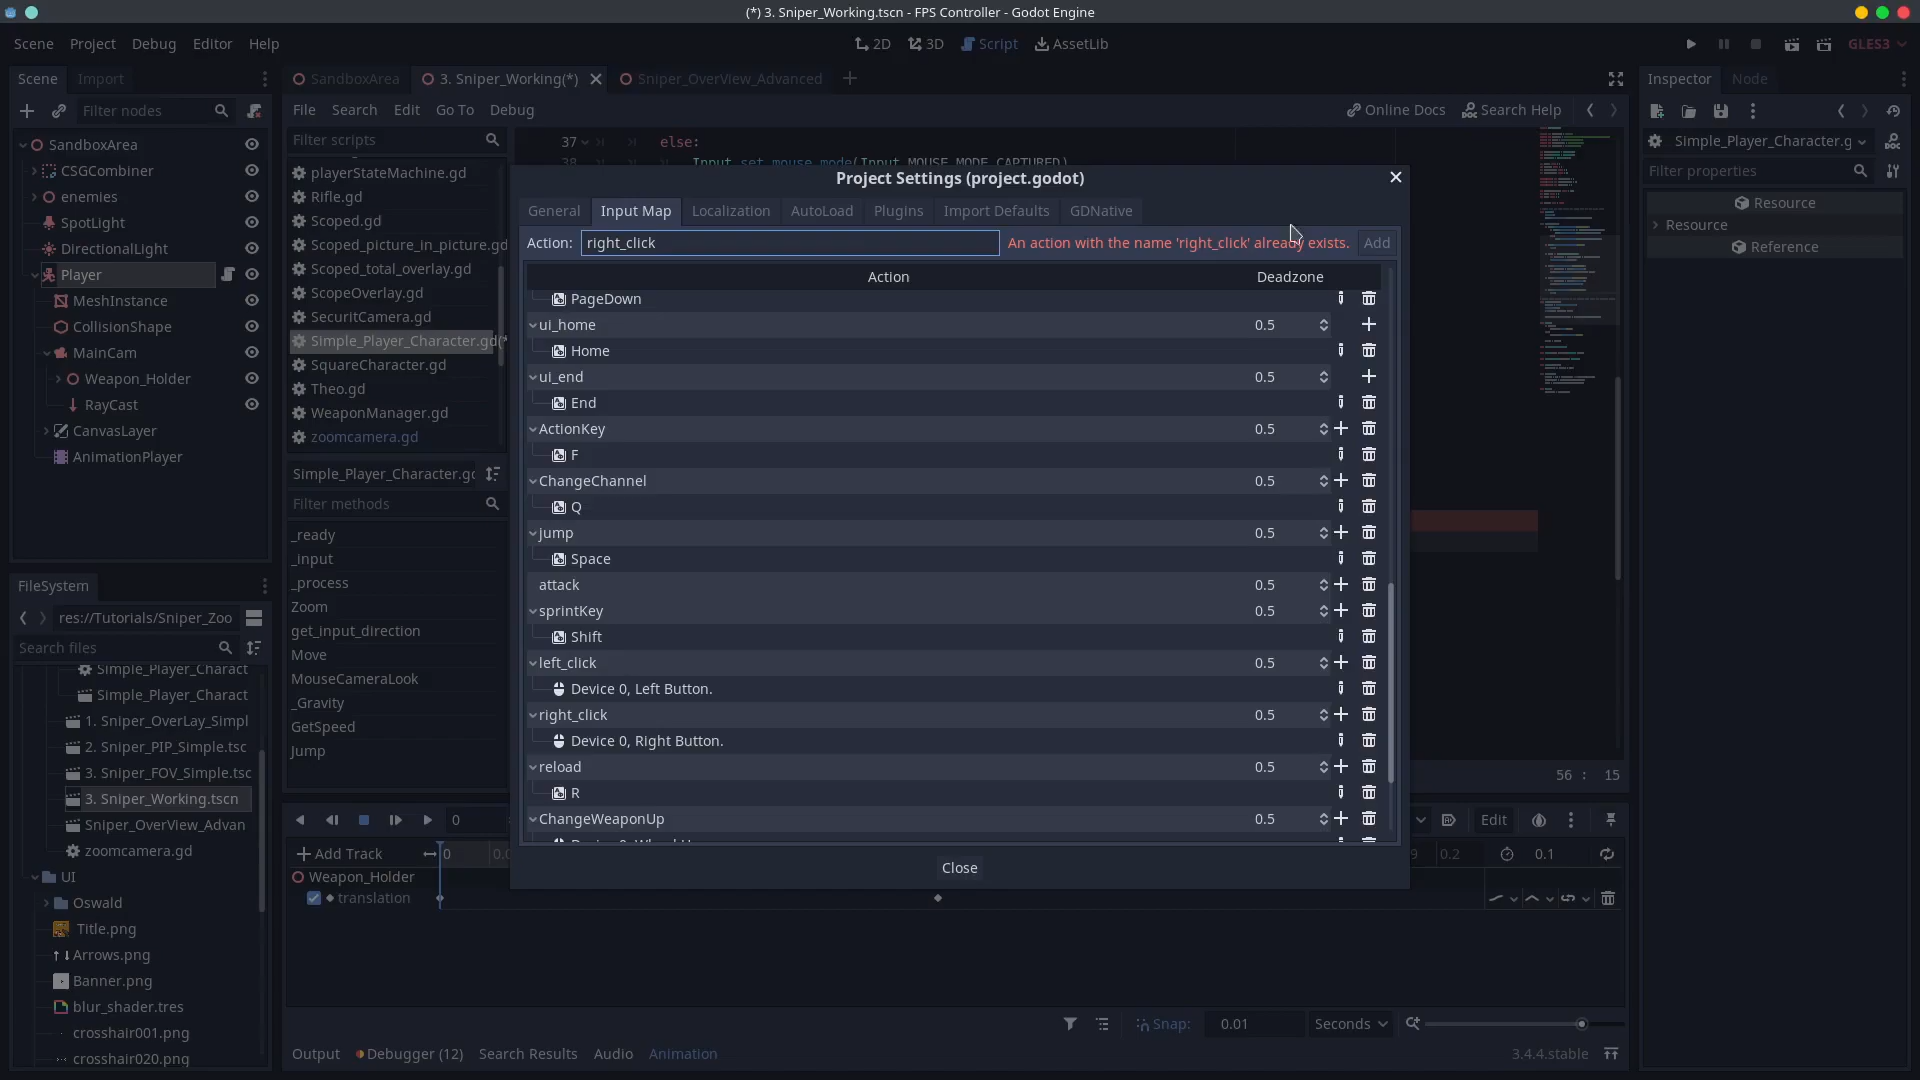 (*) 3. Sniper_Working.tscn - FPS Controller - Godot Engine
Scene Project Debug Editor Help
2D 3D Script AssetLib
GLES3
Scene Import
Filter nodes
SandboxArea
CSGCombiner
enemies
SpotLight
DirectionalLight
Player
MeshInstance
CollisionShape
MainCam
Weapon_Holder
RayCast
CanvasLayer
AnimationPlayer
FileSystem
res://Tutorials/Sniper_Zoo
Search files
Simple_Player_Charact
Simple_Player_Charact
1. Sniper_OverLay_Simpl
2. Sniper_PIP_Simple.tsc
3. Sniper_FOV_Simple.tsc
3. Sniper_Working.tscn
Sniper_OverView_Advan
zoomcamera.gd
UI
Oswald
Title.png
Arrows.png
Banner.png
blur_shader.tres
crosshair001.png
crosshair020.png
SandboxArea 3. Sniper_Working(*) Sniper_OverView_Advanced
File Search Edit Go To Debug
Online Docs Search Help
Filter scripts
playerStateMachine.gd
Rifle.gd
Scoped.gd
Scoped_picture_in_picture.gd
Scoped_total_overlay.gd
ScopeOverlay.gd
SecuritCamera.gd
Simple_Player_Character.gd(*
SquareCharacter.gd
Theo.gd
WeaponManager.gd
zoomcamera.gd
Simple_Player_Character.gd
Filter methods
_ready
_input
_process
Zoom
get_input_direction
Move
MouseCameraLook
_Gravity
GetSpeed
Jump
37 else:
38 Input.set_mouse_mode(Input.MOUSE_MODE_CAPTURED)
Project Settings (project.godot)
General Input Map Localization AutoLoad Plugins Import Defaults GDNative
Action: right_click An action with the name 'right_click' already exists. Add
Action Deadzone
PageDown
ui_home 0.5
Home
ui_end 0.5
End
ActionKey 0.5
F
ChangeChannel 0.5
Q
jump 0.5
Space
attack 0.5
sprintKey 0.5
Shift
left_click 0.5
Device 0, Left Button.
right_click 0.5
Device 0, Right Button.
reload 0.5
R
ChangeWeaponUp 0.5
Close
56 : 15
0 Edit
Add Track 0 0.2 0.1
Weapon_Holder
translation
Snap: 0.01 Seconds
Output Debugger (12) Search Results Audio Animation
3.4.4.stable
Inspector Node
Simple_Player_Character.g
Filter properties
Resource
Resource
Reference